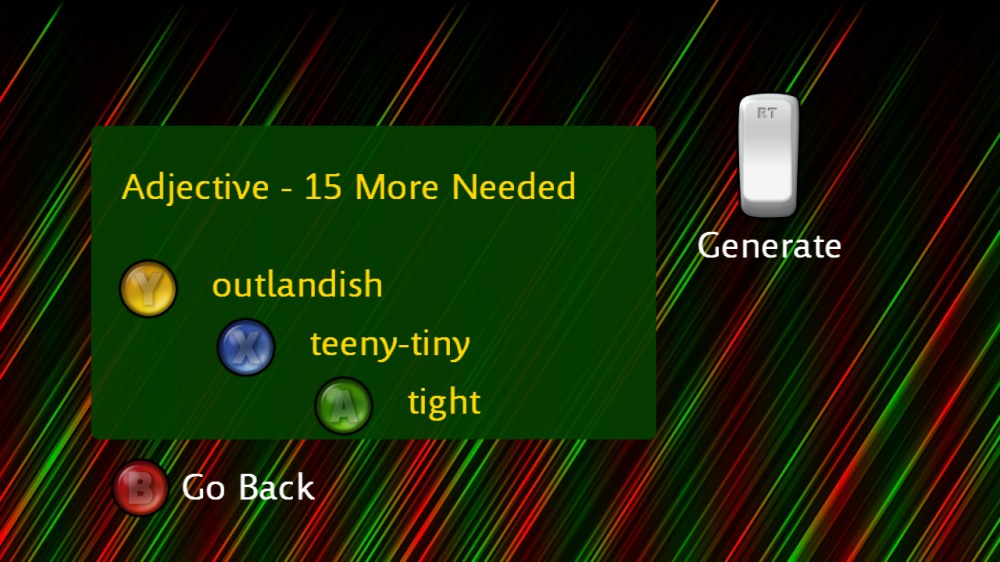 RT
Generate
Adjective - 15 More Needed
Y outlandish
X teeny-tiny
A tight
B Go Back